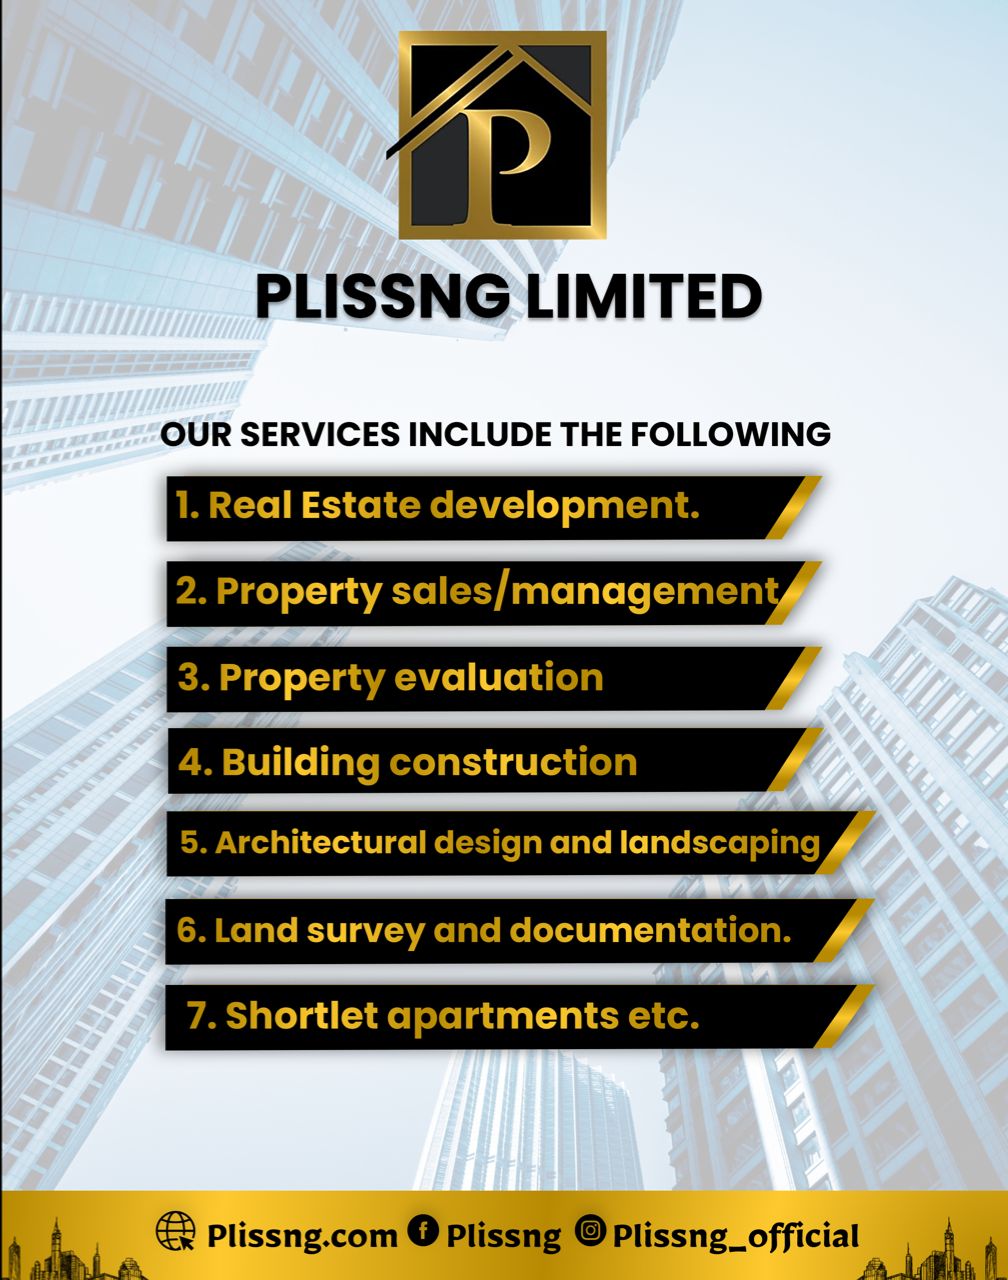 P
PLISSNG LIMITED
OUR SERVICES INCLUDE THE FOLLOWING
1. Real Estate development.
2. Property sales/management
3. Property evaluation
4. Building construction
5. Architectural design and landscaping
6. Land survey and documentation.
7. Shortlet apartments etc.
Plissng.com Plissng Plissng_official